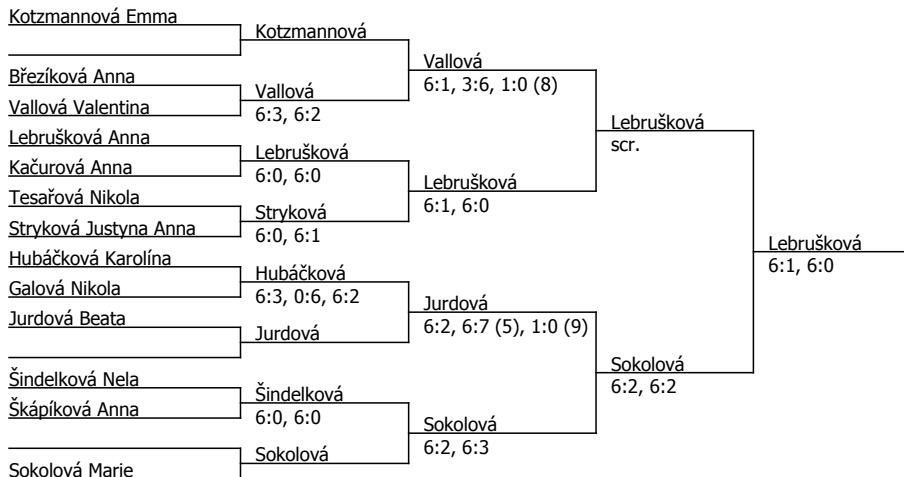 Kotzmannová Emma
Kotzmannová
Vallová
6:1, 3:6, 1:0 (8)
Březíková Anna
Vallová
6:3, 6:2
Vallová Valentina
Lebrušková
scr.
Lebrušková Anna
Lebrušková
6:0, 6:0
Kačurová Anna
Lebrušková
6:1, 6:0
Tesařová Nikola
Stryková
6:0, 6:1
Stryková Justyna Anna
Lebrušková
6:1, 6:0
Hubáčková Karolína
Hubáčková
6:3, 0:6, 6:2
Galová Nikola
Jurdová
6:2, 6:7 (5), 1:0 (9)
Jurdová Beata
Jurdová
Sokolová
6:2, 6:2
Šindelková Nela
Šindelková
6:0, 6:0
Škápíková Anna
Sokolová
6:2, 6:3
Sokolová
Sokolová Marie